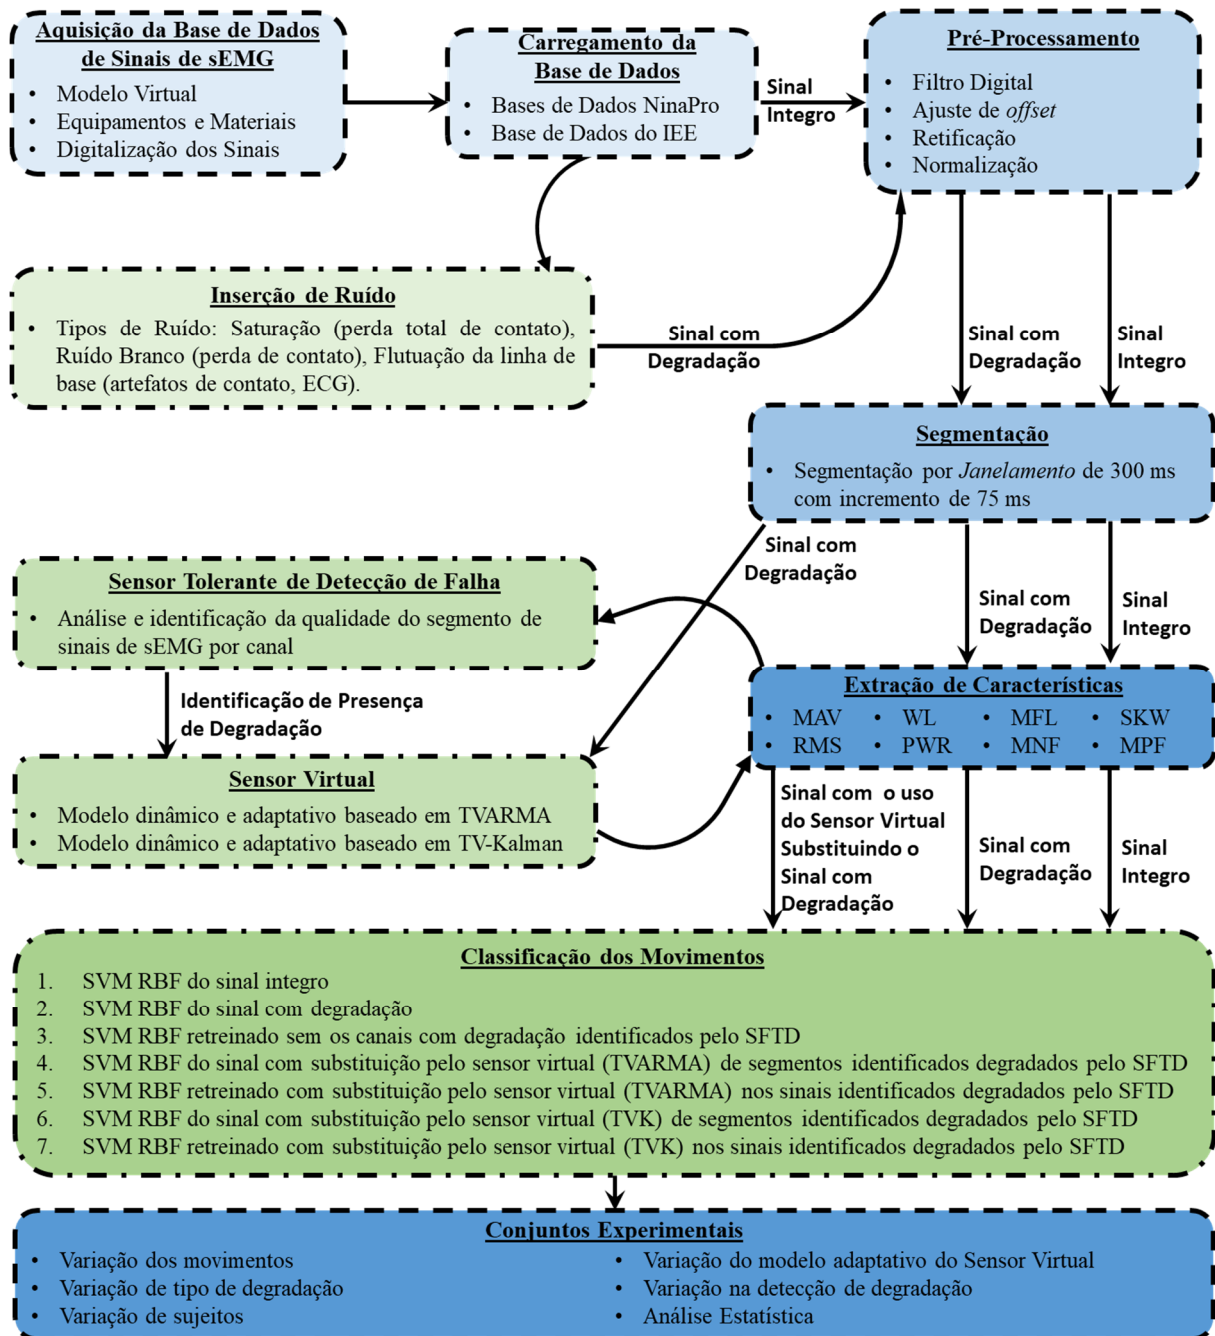 Aquisição da Base de Dados
de Sinais de sEMG
• Modelo Virtual
• Equipamentos e Materiais
• Digitalização dos Sinais
Carregamento da
Base de Dados
• Bases de Dados NinaPro
• Base de Dados do IEE
Sinal
Integro
Pré-Processamento
• Filtro Digital
• Ajuste de offset
• Retificação
• Normalização
Inserção de Ruído
• Tipos de Ruído: Saturação (perda total de contato),
Ruído Branco (perda de contato), Flutuação da linha de
base (artefatos de contato, ECG).
Sinal com
Degradação
Sinal com
Degradação
Sinal
Integro
Segmentação
• Segmentação por Janelamento de 300 ms
com incremento de 75 ms
Sinal com
Degradação
Sinal com
Degradação
Sinal
Integro
Sensor Tolerante de Detecção de Falha
• Análise e identificação da qualidade do segmento de
sinais de sEMG por canal
Identificação de Presença
de Degradação
Extração de Características
• MAV • WL • MFL • SKW
• RMS • PWR • MNF • MPF
Sensor Virtual
• Modelo dinâmico e adaptativo baseado em TVARMA
• Modelo dinâmico e adaptativo baseado em TV-Kalman
Sinal com o uso
do Sensor Virtual
Substituindo o
Sinal com
Degradação
Sinal com
Degradação
Sinal
Integro
Classificação dos Movimentos
1. SVM RBF do sinal integro
2. SVM RBF do sinal com degradação
3. SVM RBF retreinado sem os canais com degradação identificados pelo SFTD
4. SVM RBF do sinal com substituição pelo sensor virtual (TVARMA) de segmentos identificados degradados pelo SFTD
5. SVM RBF retreinado com substituição pelo sensor virtual (TVARMA) nos sinais identificados degradados pelo SFTD
6. SVM RBF do sinal com substituição pelo sensor virtual (TVK) de segmentos identificados degradados pelo SFTD
7. SVM RBF retreinado com substituição pelo sensor virtual (TVK) nos sinais identificados degradados pelo SFTD
Conjuntos Experimentais
• Variação dos movimentos
• Variação de tipo de degradação
• Variação de sujeitos
• Variação do modelo adaptativo do Sensor Virtual
• Variação na detecção de degradação
• Análise Estatística